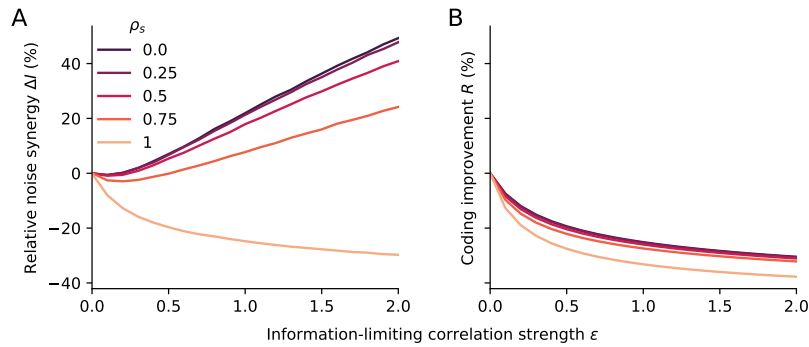 A
B
ρs
0.0
0.25
0.5
0.75
1
Relative noise synergy ΔI (%)
40
20
0
−20
−40
0.0 0.5 1.0 1.5 2.0
Coding improvement R (%)
0.0 0.5 1.0 1.5 2.0
Information-limiting correlation strength ε